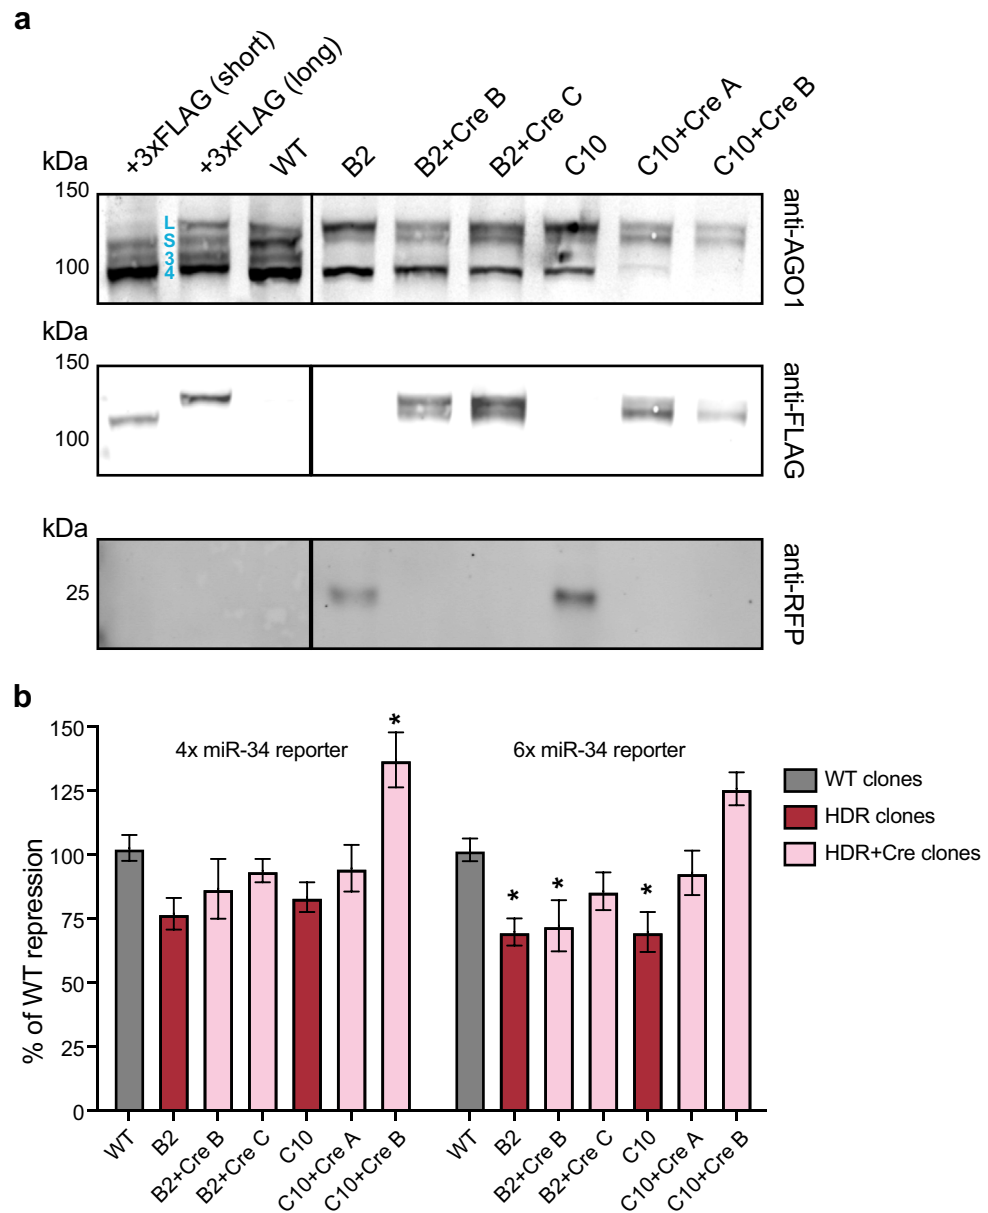 a
+3xFLAG (short)
+3xFLAG (long)
WT
B2
B2+Cre B
B2+Cre C
C10
C10+Cre A
C10+Cre B
kDa
150
100
L
S
3
4
anti-AGO1
kDa
150
100
anti-FLAG
kDa
25
anti-RFP
b
% of WT repression
150
125
100
75
50
25
0
4x miR-34 reporter
6x miR-34 reporter
*
*
*
*
WT clones
HDR clones
HDR+Cre clones
WT
B2
B2+Cre B
B2+Cre C
C10
C10+Cre A
C10+Cre B
WT
B2
B2+Cre B
B2+Cre C
C10
C10+Cre A
C10+Cre B